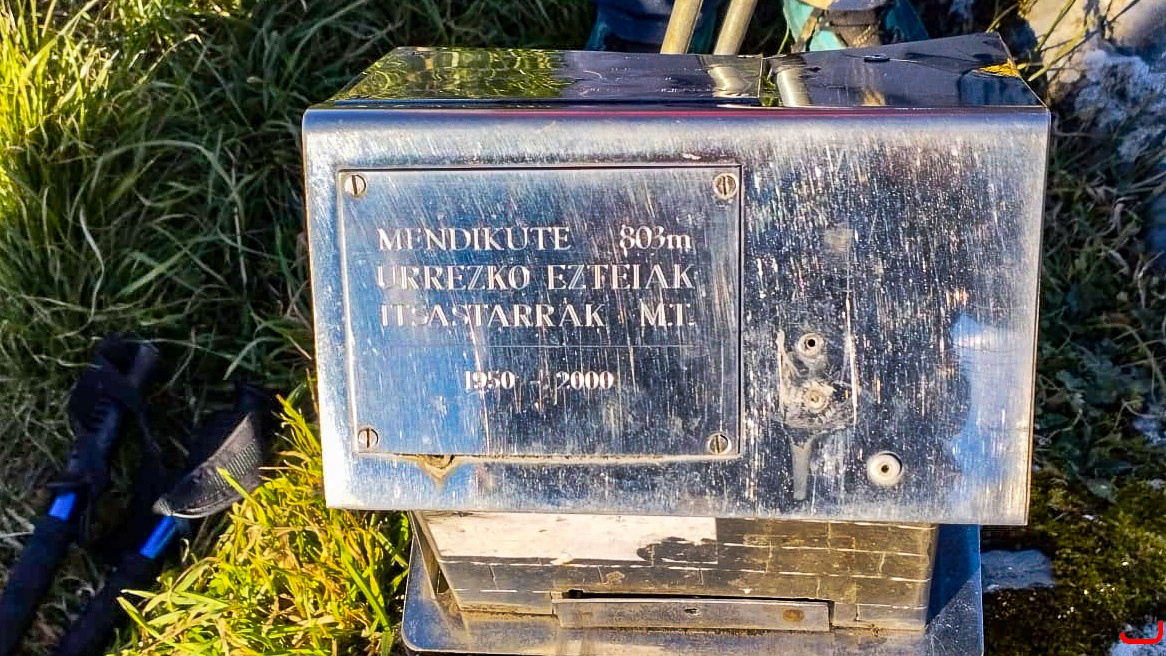 MENDIKUTE 803m
URREZKO EZTEIAK
ITSASTARRAK M.T.
1950 - 2000